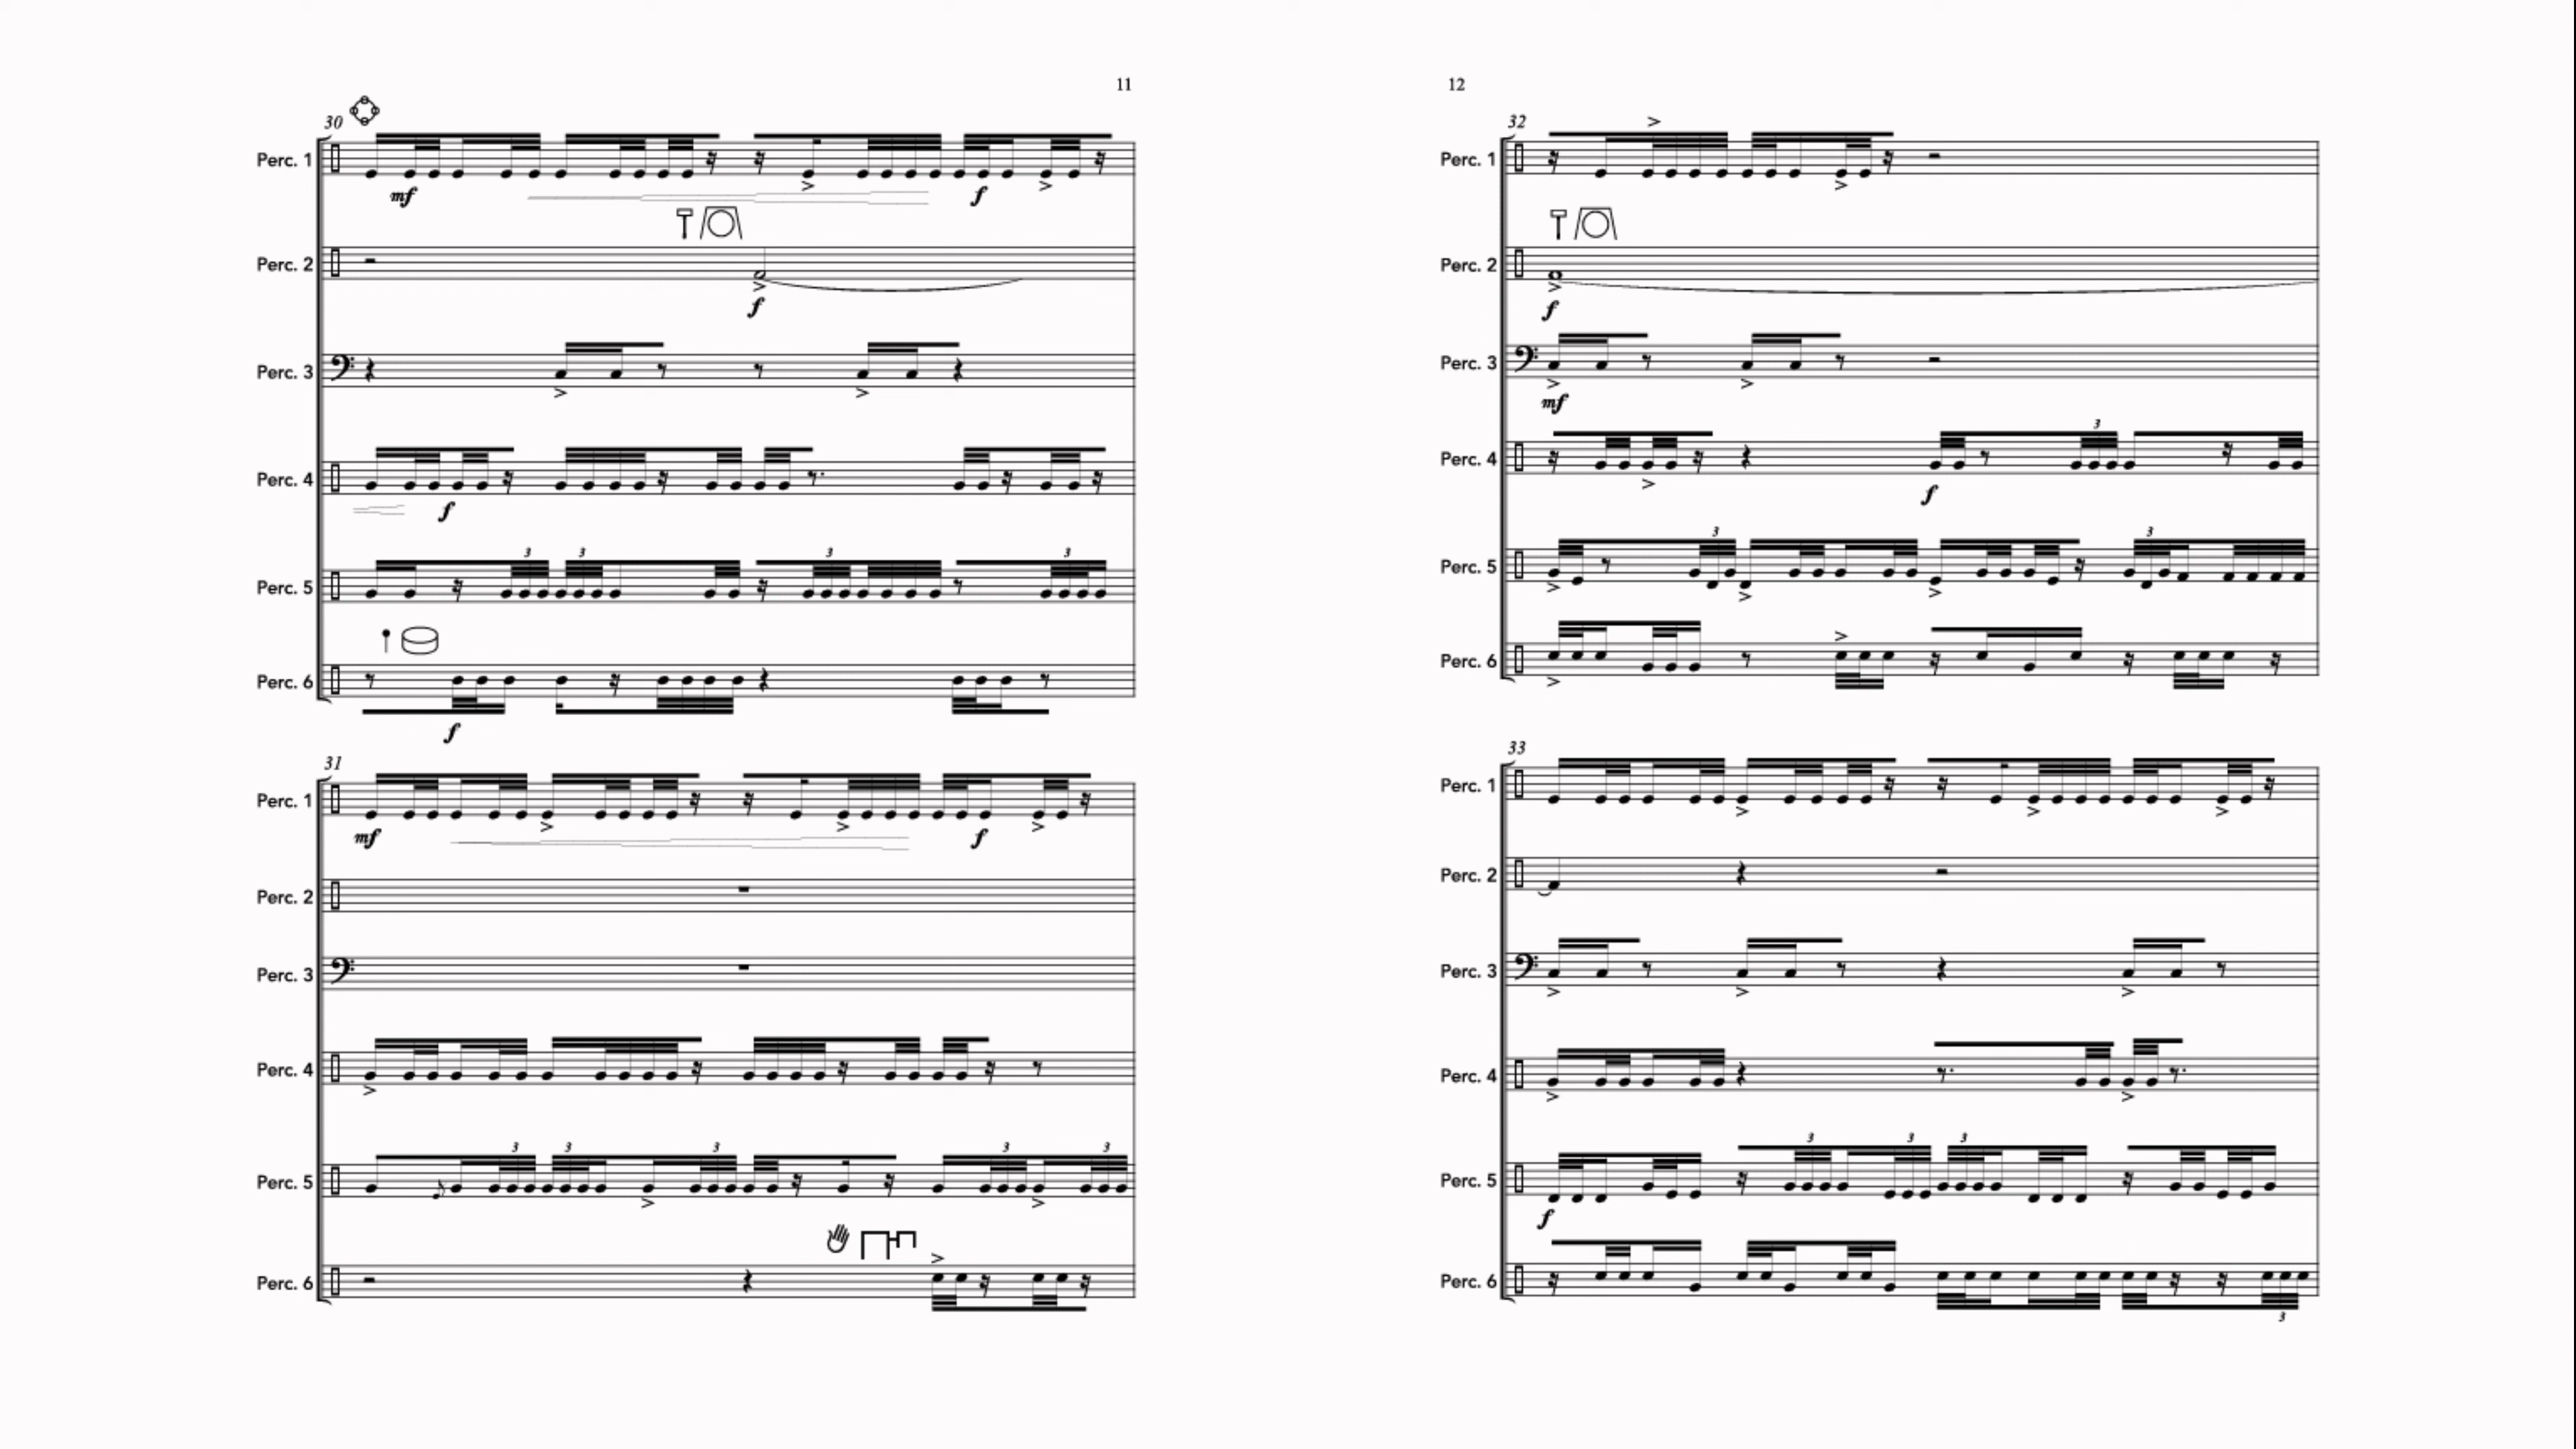 11
30
Perc. 1
mf
f
Perc. 2
f
Perc. 3
Perc. 4
f
3 3 3 3
Perc. 5
Perc. 6
f
31
Perc. 1
mf
f
Perc. 2
Perc. 3
Perc. 4
3 3 3 3 3
Perc. 5
Perc. 6
12
32
Perc. 1
Perc. 2
f
Perc. 3
mf
3
Perc. 4
f
3 3
Perc. 5
Perc. 6
33
Perc. 1
Perc. 2
Perc. 3
Perc. 4
3 3 3
Perc. 5
f
Perc. 6
3